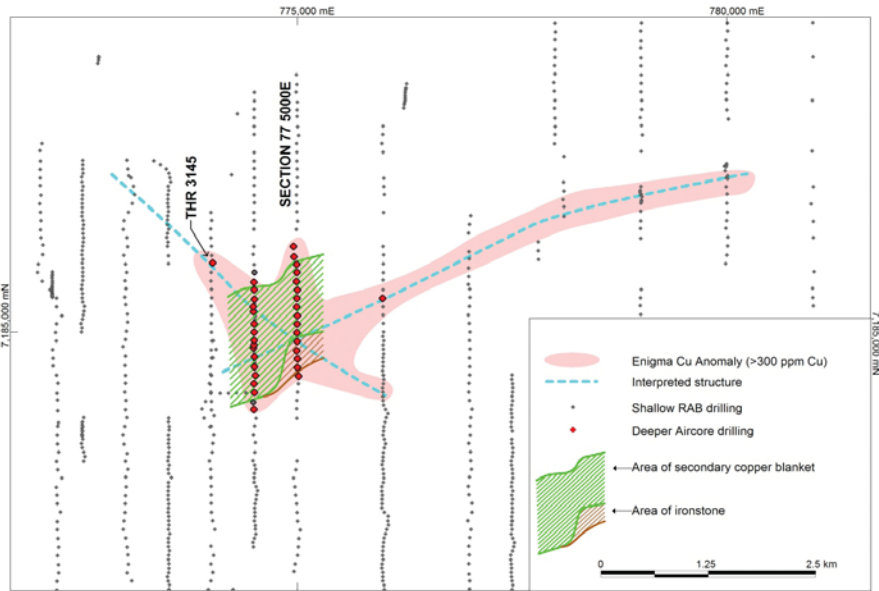 775,000 mE
780,000 mE
THR 3145
SECTION 77 5000E
7,185,000 mN
7,185,000 mN
Enigma Cu Anomaly (>300 ppm Cu)
Interpreted structure
Shallow RAB drilling
Deeper Aircore drilling
Area of secondary copper blanket
Area of ironstone
0 1.25 2.5 km